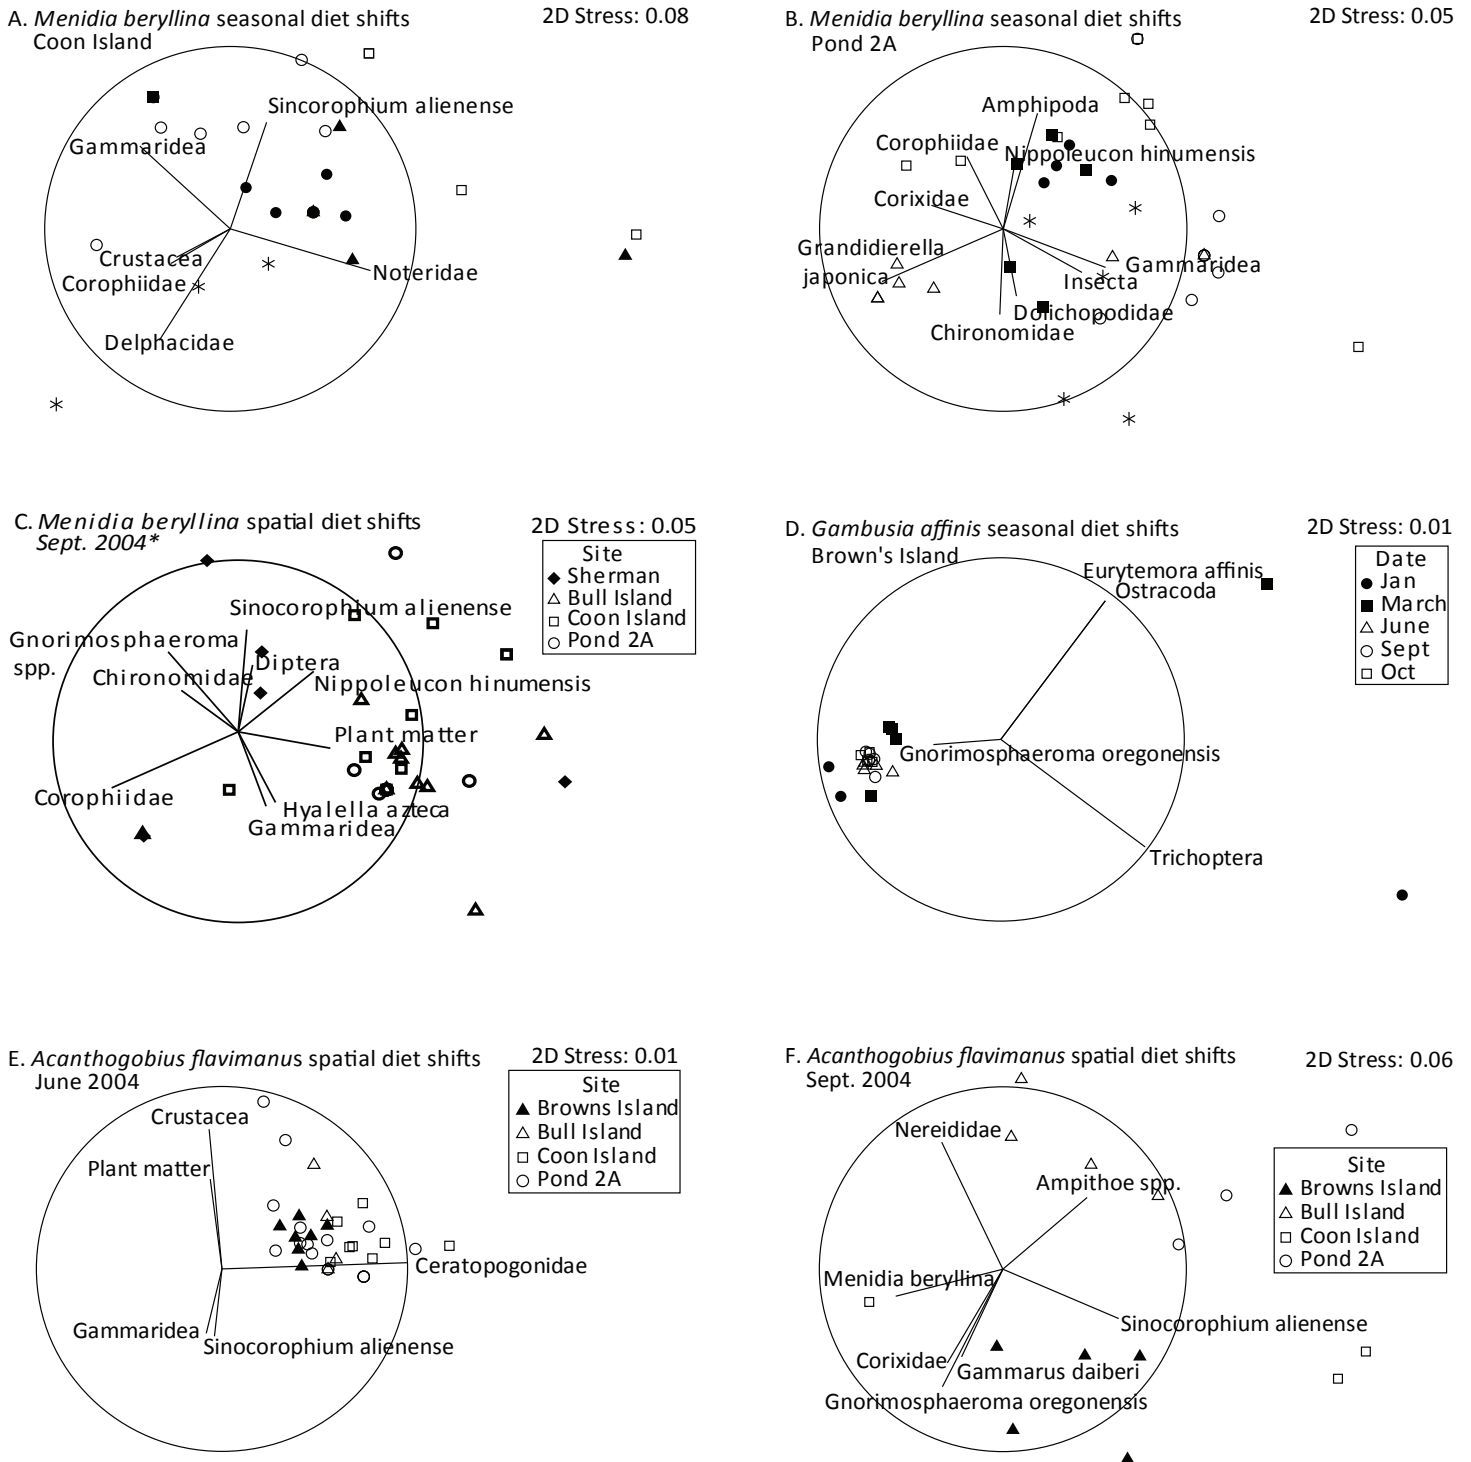 A. Menidia beryllina seasonal diet shifts
Coon Island
2D Stress: 0.08
Sincorophium alienense
Gammaridea
Crustacea
Corophiidae
Noteridae
Delphacidae
B. Menidia beryllina seasonal diet shifts
Pond 2A
2D Stress: 0.05
Amphipoda
Corophiidae
Nippoleucon hinumensis
Corixidae
Grandidierella
japonica
Gammaridea
Insecta
Dolichopodidae
Chironomidae
C. Menidia beryllina spatial diet shifts
Sept. 2004*
2D Stress: 0.05
Site
Sherman
Bull Island
Coon Island
Pond 2A
Sinocorophium alienense
Gnorimosphaeroma
spp.
Diptera
Chironomidae
Nippoleucon hinumensis
Plant matter
Corophiidae
Hyalella azteca
Gammaridea
D. Gambusia affinis seasonal diet shifts
Brown's Island
2D Stress: 0.01
Date
Jan
March
June
Sept
Oct
Eurytemora affinis
Ostracoda
Gnorimosphaeroma oregonensis
Trichoptera
E. Acanthogobius flavimanus spatial diet shifts
June 2004
2D Stress: 0.01
Site
Browns Island
Bull Island
Coon Island
Pond 2A
Crustacea
Plant matter
Ceratopogonidae
Gammaridea
Sinocorophium alienense
F. Acanthogobius flavimanus spatial diet shifts
Sept. 2004
2D Stress: 0.06
Site
Browns Island
Bull Island
Coon Island
Pond 2A
Nereididae
Ampithoe spp.
Menidia beryllina
Sinocorophium alienense
Corixidae
Gammarus daiberi
Gnorimosphaeroma oregonensis